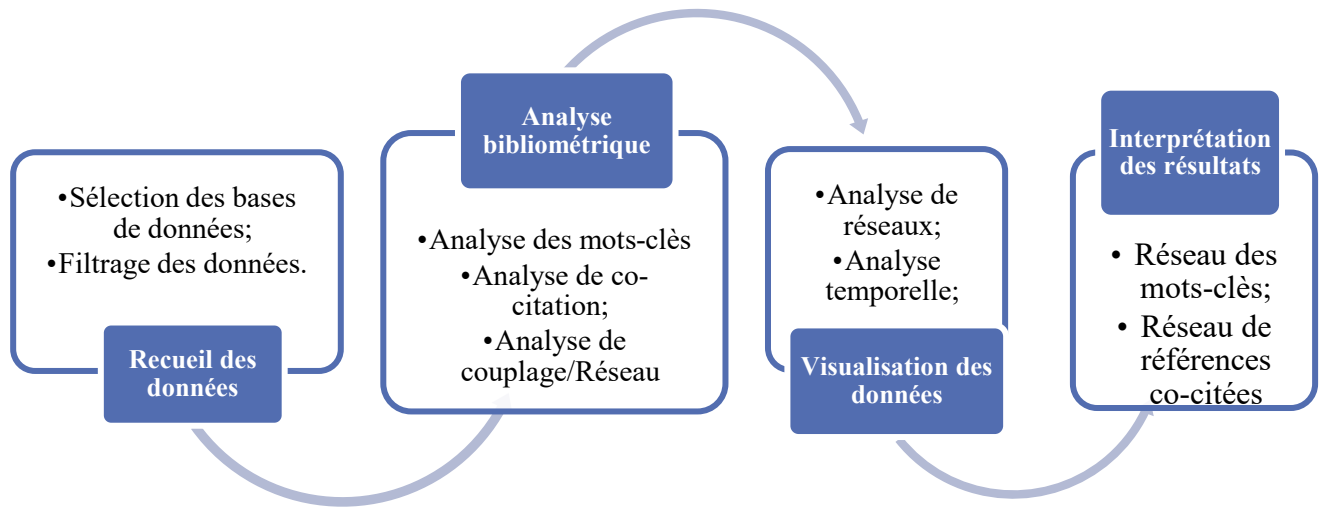 •Sélection des bases
de données;
•Filtrage des données.
Recueil des
données
Analyse
bibliométrique
•Analyse des mots-clès
•Analyse de co-
citation;
•Analyse de
couplage/Réseau
•Analyse de
réseaux;
•Analyse
temporelle;
Visualisation des
données
Interprétation
des résultats
• Réseau des
mots-clès;
• Réseau de
références
co-citées